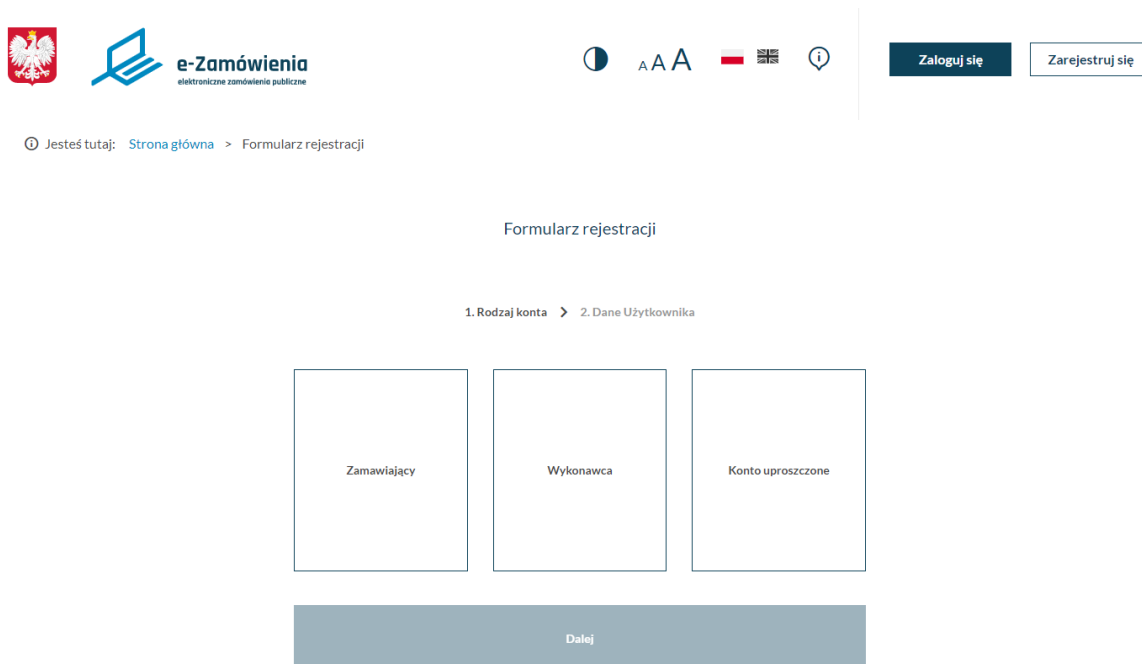 e-Zamówienia
elektroniczne zamówienie publiczne
A A A
Zaloguj się
Zarejestruj się
Jesteś tutaj: Strona główna > Formularz rejestracji
Formularz rejestracji
1. Rodzaj konta > 2. Dane Użytkownika
Zamawiający
Wykonawca
Konto uproszczone
Dalej